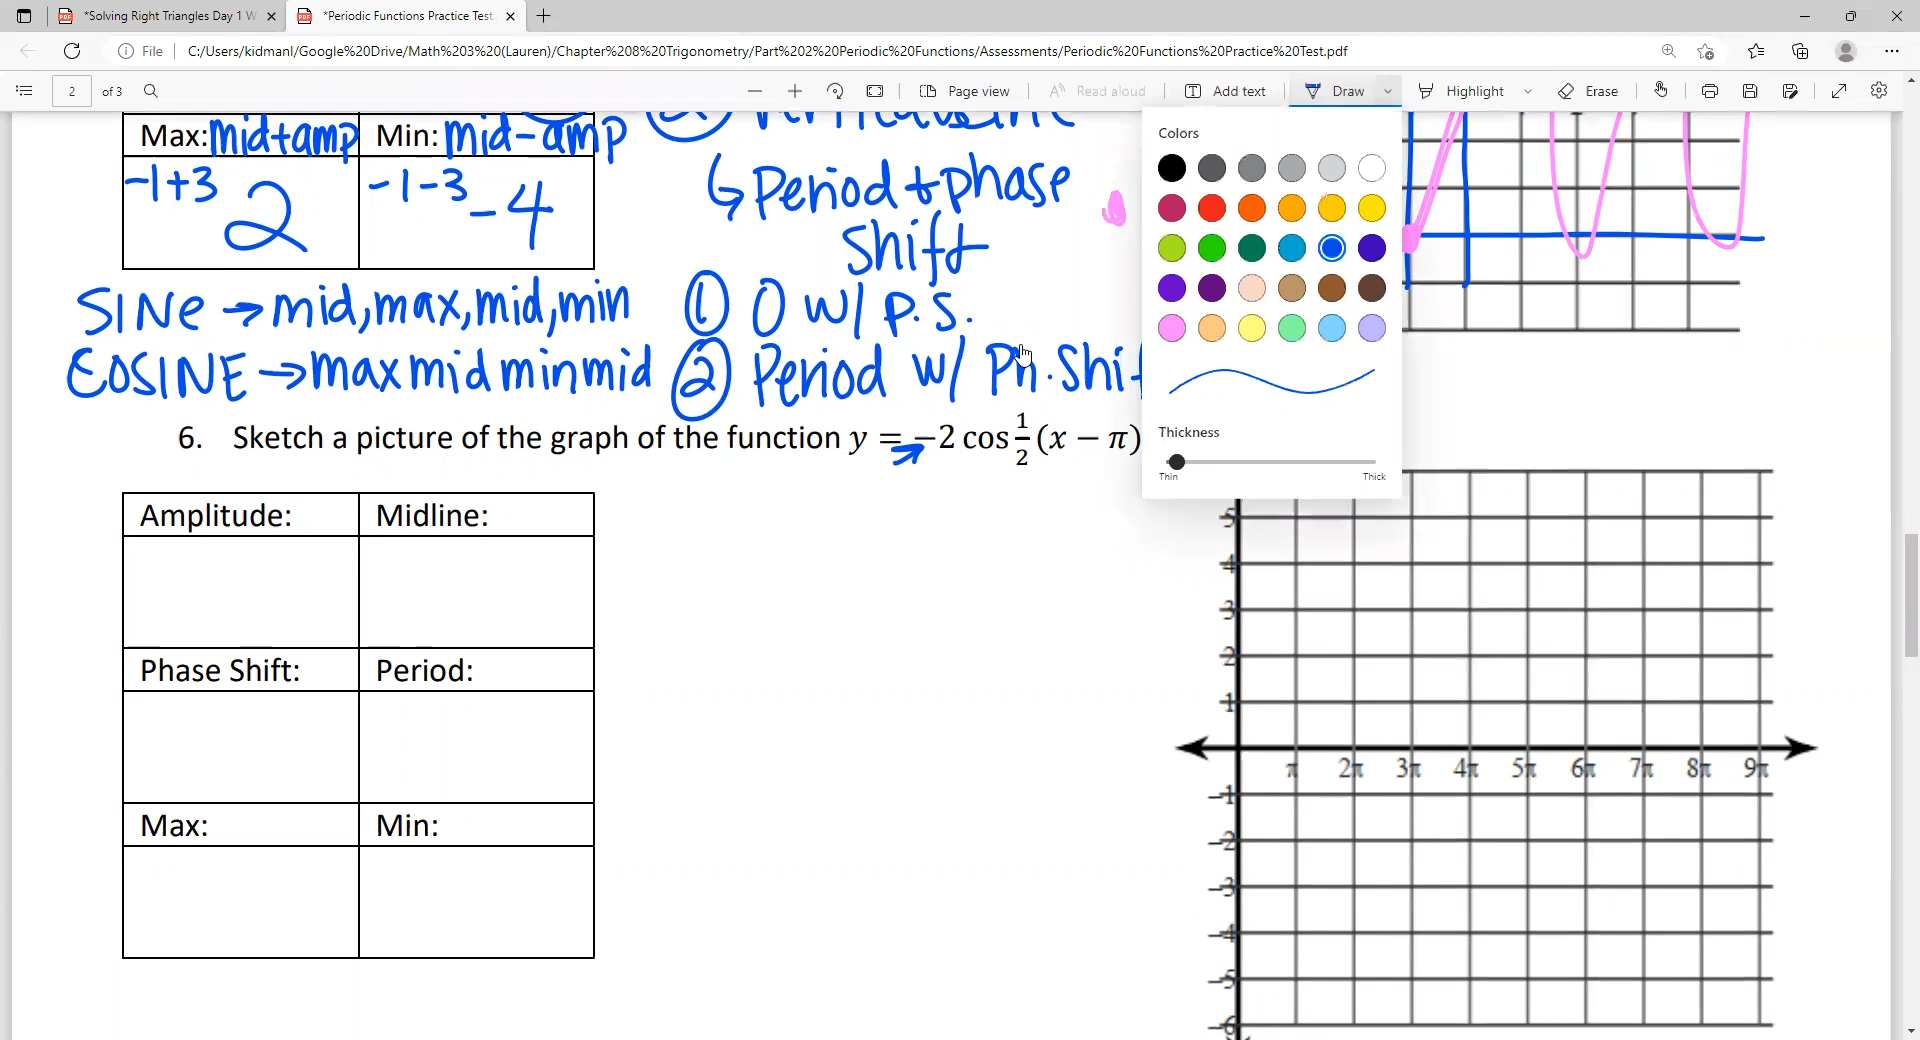 *Solving Right Triangles Day 1 W
*Periodic Functions Practice Test.
File C:/Users/kidmanl/Google%20Drive/Math%203%20(Lauren)/Chapter%208%20Trigonometry/Part%202%20Periodic%20Functions/Assessments/Periodic%20Functions%20Practice%20Test.pdf
2 of 3 Page view Read aloud Add text Draw Highlight Erase
Max: mid+amp Min: mid-amp
-1+3 2 -1-3 -4
Period + phase
shift
SINe → mid,max,mid,min ① 0 w/ P.S.
COSINE → max mid min mid ② Period w/ Ph. Shif
Colors
Thickness
Thin Thick
6. Sketch a picture of the graph of the function y = −2 cos 1/2 (x − π)
Amplitude: Midline:
Phase Shift: Period:
Max: Min:
5
4
3
2
1
π 2π 3π 4π 5π 6π 7π 8π 9π
−1
−2
−3
−4
−5
−6